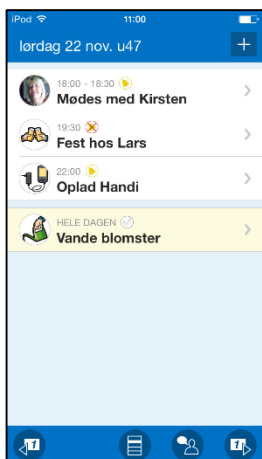 iPod 11:00
lørdag 22 nov. u47 +
18:00 - 18:30
Mødes med Kirsten
19:30
Fest hos Lars
22:00
Oplad Handi
HELE DAGEN
Vande blomster
1 1